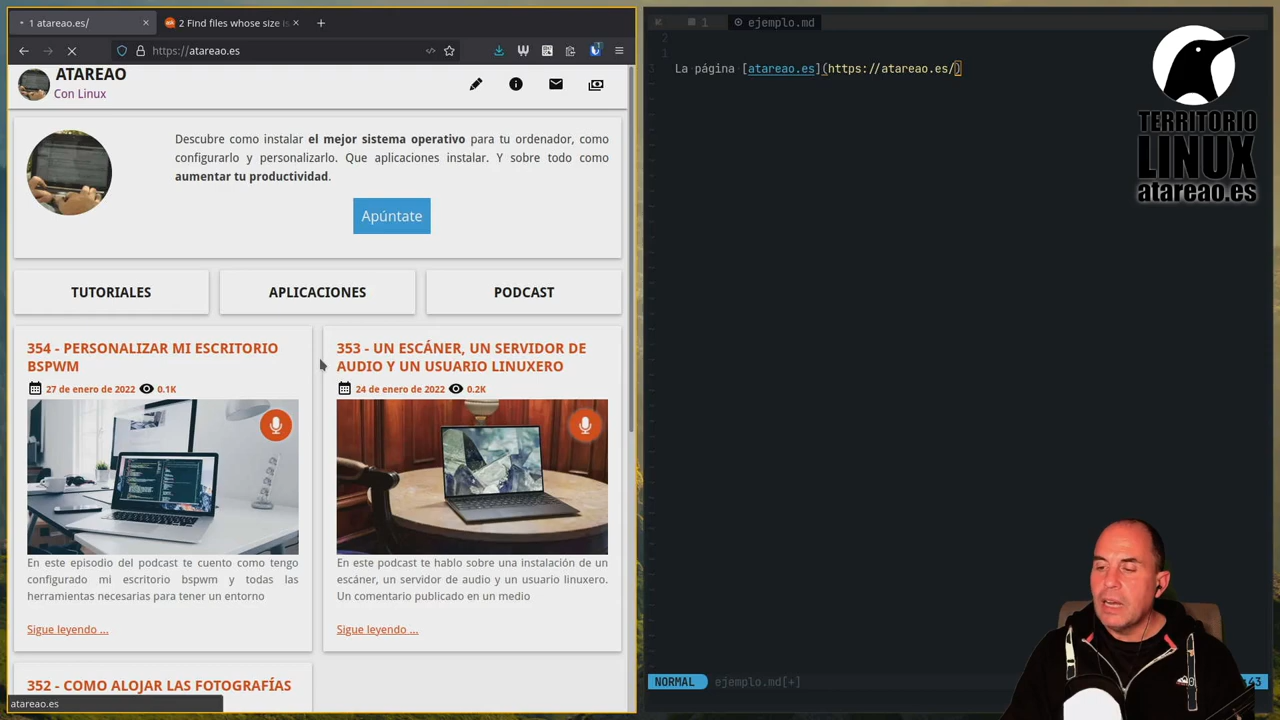 1 atareao.es/
2 Find files whose size is
https://atareao.es
ATAREAO
Con Linux
Descubre como instalar el mejor sistema operativo para tu ordenador, como
configurarlo y personalizarlo. Que aplicaciones instalar. Y sobre todo como
aumentar tu productividad.
Apúntate
TUTORIALES
APLICACIONES
PODCAST
354 - PERSONALIZAR MI ESCRITORIO
BSPWM
27 de enero de 2022 0.1K
En este episodio del podcast te cuento como tengo
configurado mi escritorio bspwm y todas las
herramientas necesarias para tener un entorno
Sigue leyendo ...
353 - UN ESCÁNER, UN SERVIDOR DE
AUDIO Y UN USUARIO LINUXERO
24 de enero de 2022 0.2K
En este podcast te hablo sobre una instalación de un
escáner, un servidor de audio y un usuario linuxero.
Un comentario publicado en un medio
Sigue leyendo ...
352 - COMO ALOJAR LAS FOTOGRAFÍAS
atareao.es
1 ejemplo.md
2
1
3 La página [atareao.es](https://atareao.es/)
NORMAL ejemplo.md[+]
43
TERRITORIO
LINUX
atareao.es